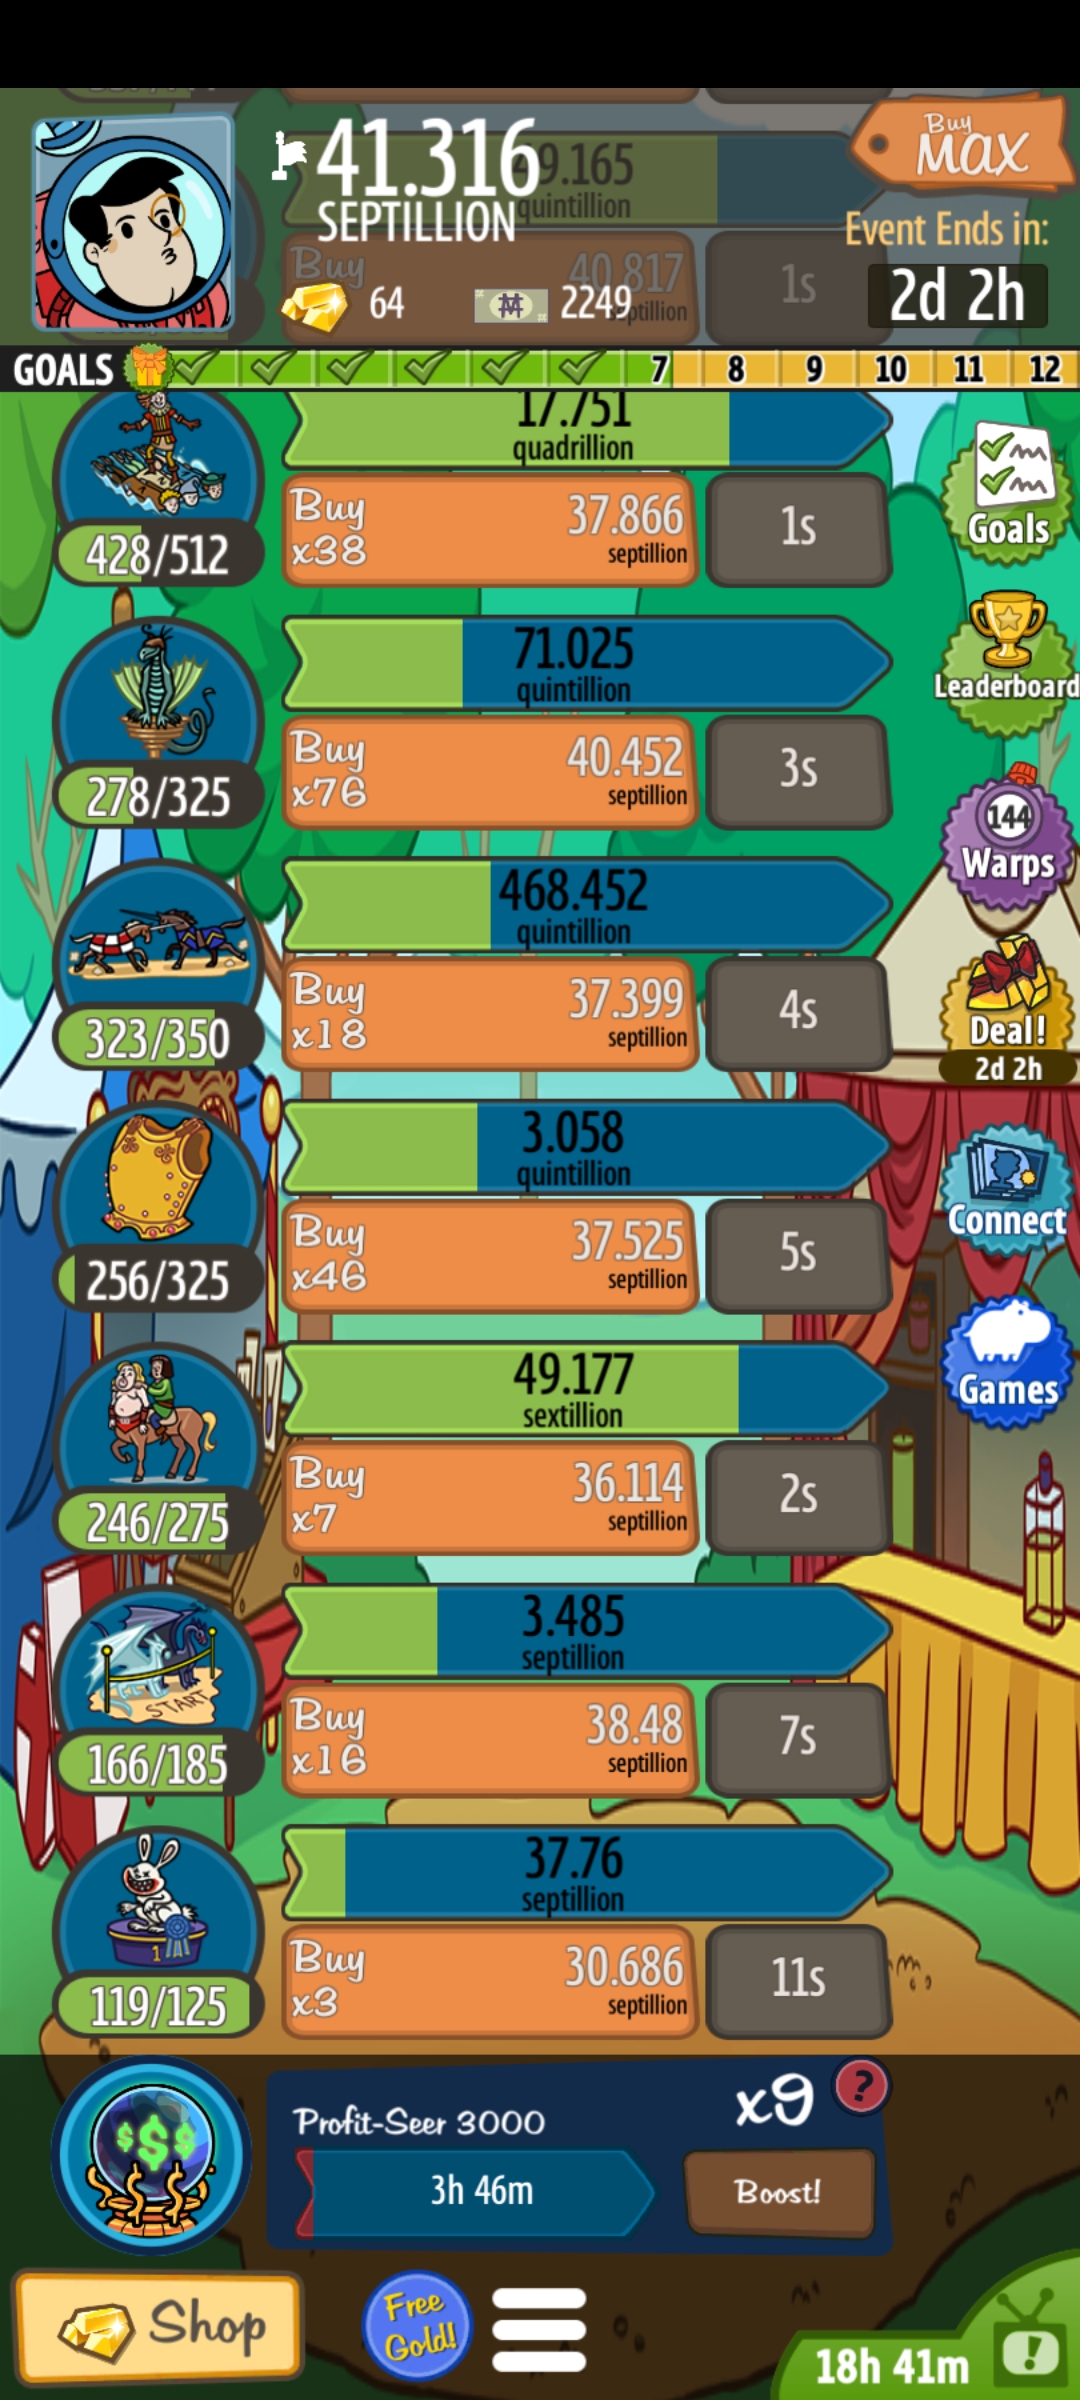 41.316
SEPTILLION
49.165
quintillion
Buy
MAX
Event Ends in:
2d 2h
Buy
40.817
septillion
1s
64
2249
GOALS
7
8
9
10
11
12
17.751
quadrillion
428/512
Buy
x38
37.866
septillion
1s
Goals
71.025
quintillion
278/325
Buy
x76
40.452
septillion
3s
Leaderboard
144
Warps
468.452
quintillion
323/350
Buy
x18
37.399
septillion
4s
Deal!
2d 2h
3.058
quintillion
256/325
Buy
x46
37.525
septillion
5s
Connect
49.177
sextillion
246/275
Buy
x7
36.114
septillion
2s
Games
3.485
septillion
START
166/185
Buy
x16
38.48
septillion
7s
37.76
septillion
1
119/125
Buy
x3
30.686
septillion
11s
$$$
Profit-Seer 3000
x9
?
3h 46m
Boost!
Shop
Free
Gold!
18h 41m
!